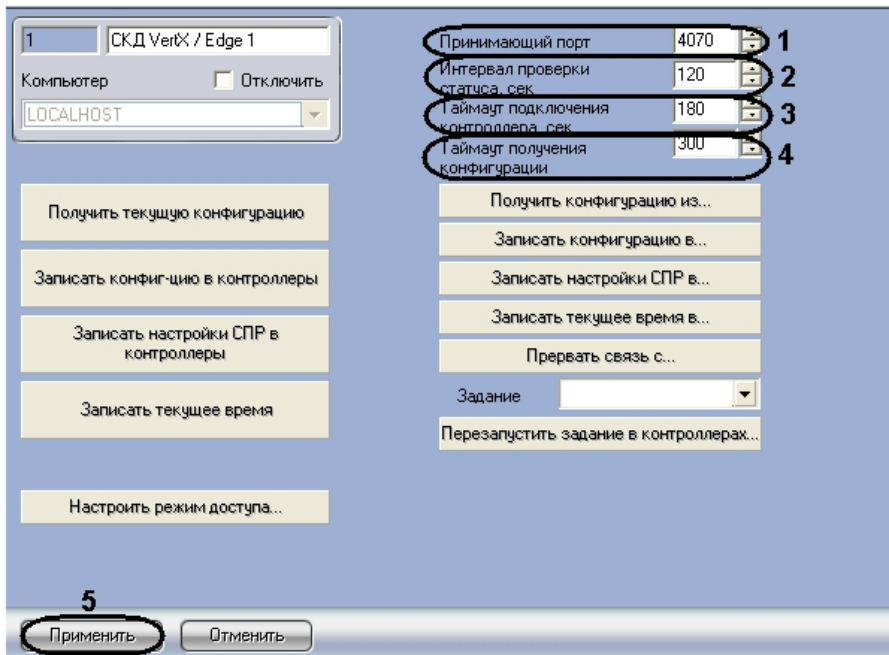 1
СКД VertX / Edge 1
Компьютер
Отключить
LOCALHOST
Принимающий порт
4070
1
Интервал проверки
статуса, сек
120
2
Таймаут подключения
контроллера, сек
180
3
Таймаут получения
конфигурации
300
4
Получить текущую конфигурацию
Записать конфиг-цию в контроллеры
Записать настройки СПР в
контроллеры
Записать текущее время
Настроить режим доступа...
Получить конфигурацию из...
Записать конфигурацию в...
Записать настройки СПР в...
Записать текущее время в...
Прервать связь с...
Задание
Перезапустить задание в контроллерах...
5
Применить
Отменить